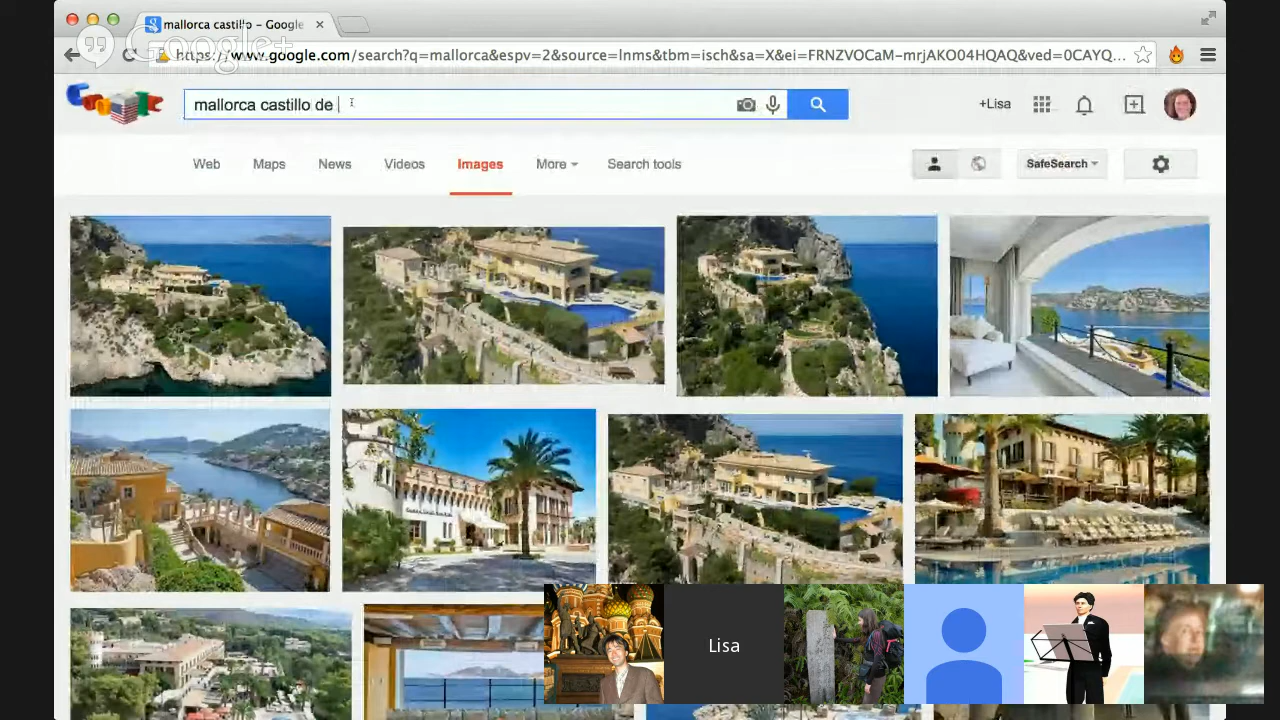 mallorca castillo – Google
Google+
https://www.google.com/search?q=mallorca&espv=2&source=lnms&tbm=isch&sa=X&ei=FRNZVOCaM-mrjAKO04HQAQ&ved=0CAYQ...
mallorca castillo de
+Lisa
Web Maps News Videos Images More Search tools
SafeSearch
Lisa